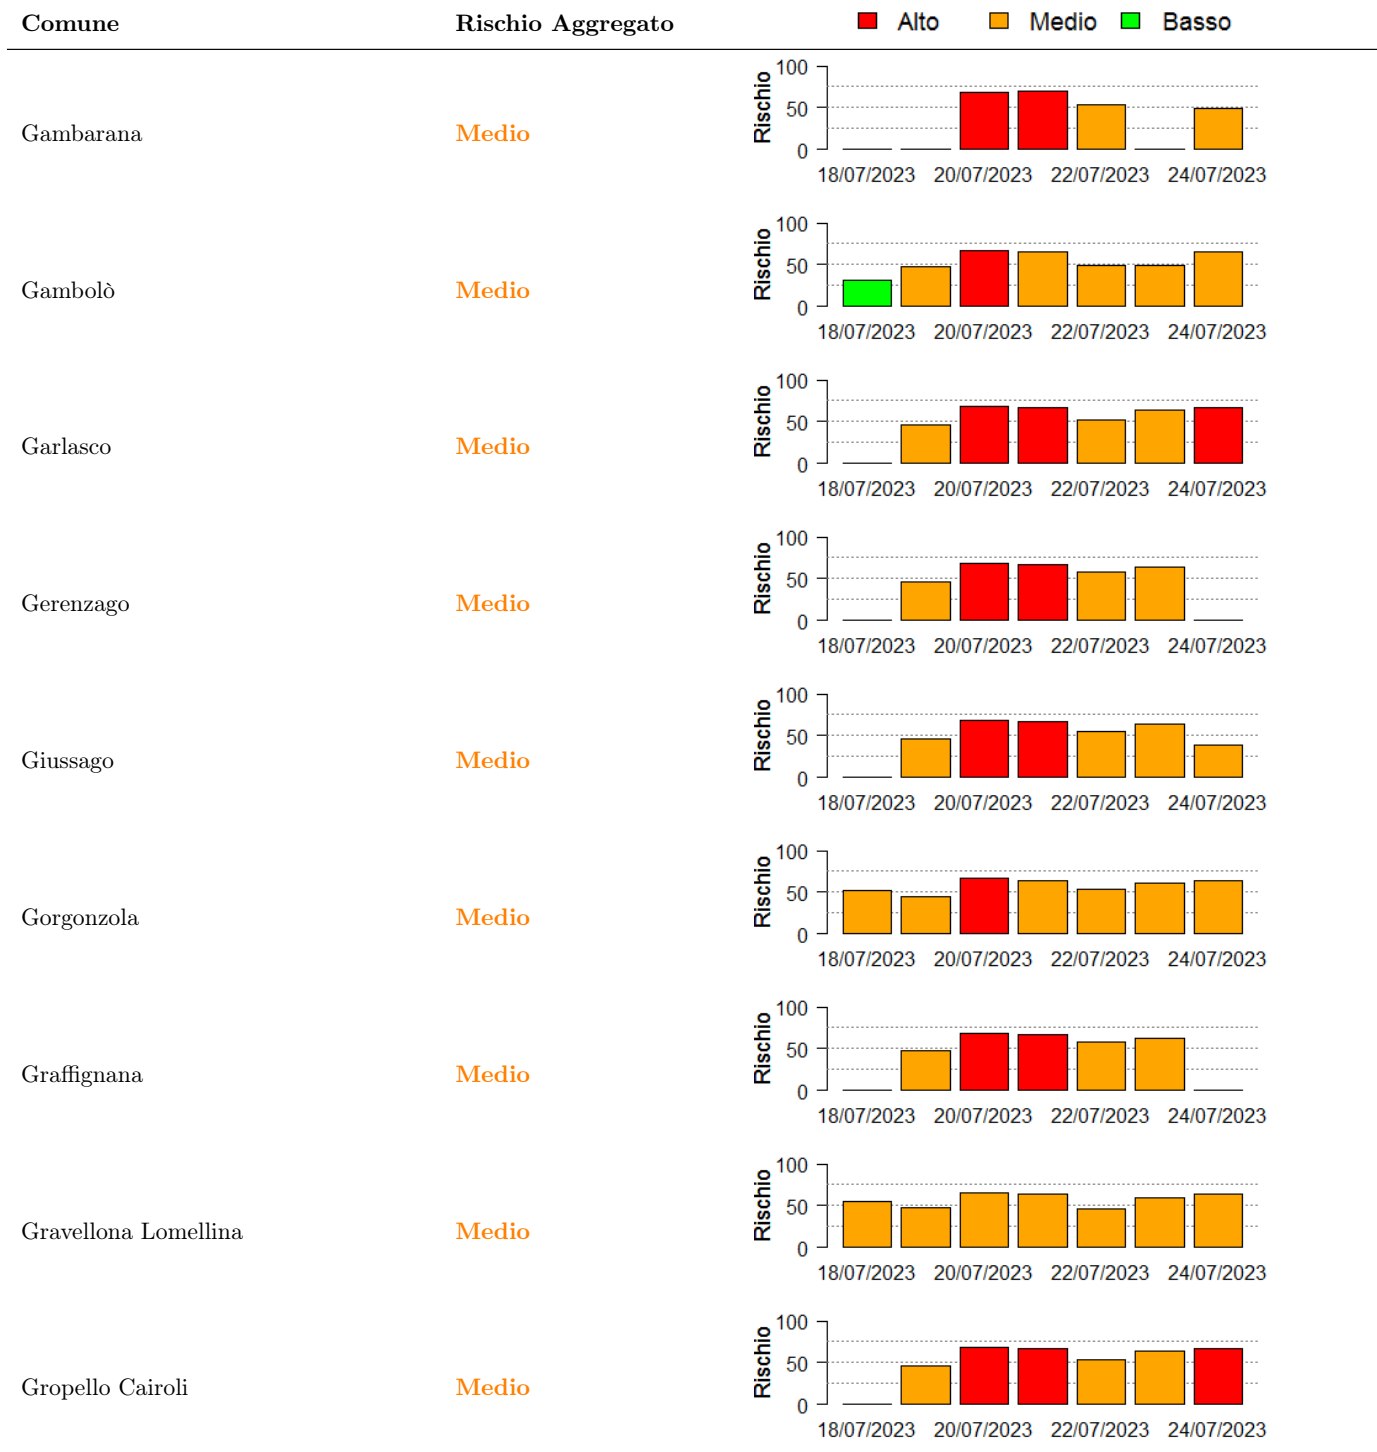 Comune Rischio Aggregato Alto Medio Basso
Gambarana Medio
Rischio
100
50
0
18/07/2023 20/07/2023 22/07/2023 24/07/2023
Gambolò Medio
Rischio
100
50
0
18/07/2023 20/07/2023 22/07/2023 24/07/2023
Garlasco Medio
Rischio
100
50
0
18/07/2023 20/07/2023 22/07/2023 24/07/2023
Gerenzago Medio
Rischio
100
50
0
18/07/2023 20/07/2023 22/07/2023 24/07/2023
Giussago Medio
Rischio
100
50
0
18/07/2023 20/07/2023 22/07/2023 24/07/2023
Gorgonzola Medio
Rischio
100
50
0
18/07/2023 20/07/2023 22/07/2023 24/07/2023
Graffignana Medio
Rischio
100
50
0
18/07/2023 20/07/2023 22/07/2023 24/07/2023
Gravellona Lomellina Medio
Rischio
100
50
0
18/07/2023 20/07/2023 22/07/2023 24/07/2023
Gropello Cairoli Medio
Rischio
100
50
0
18/07/2023 20/07/2023 22/07/2023 24/07/2023